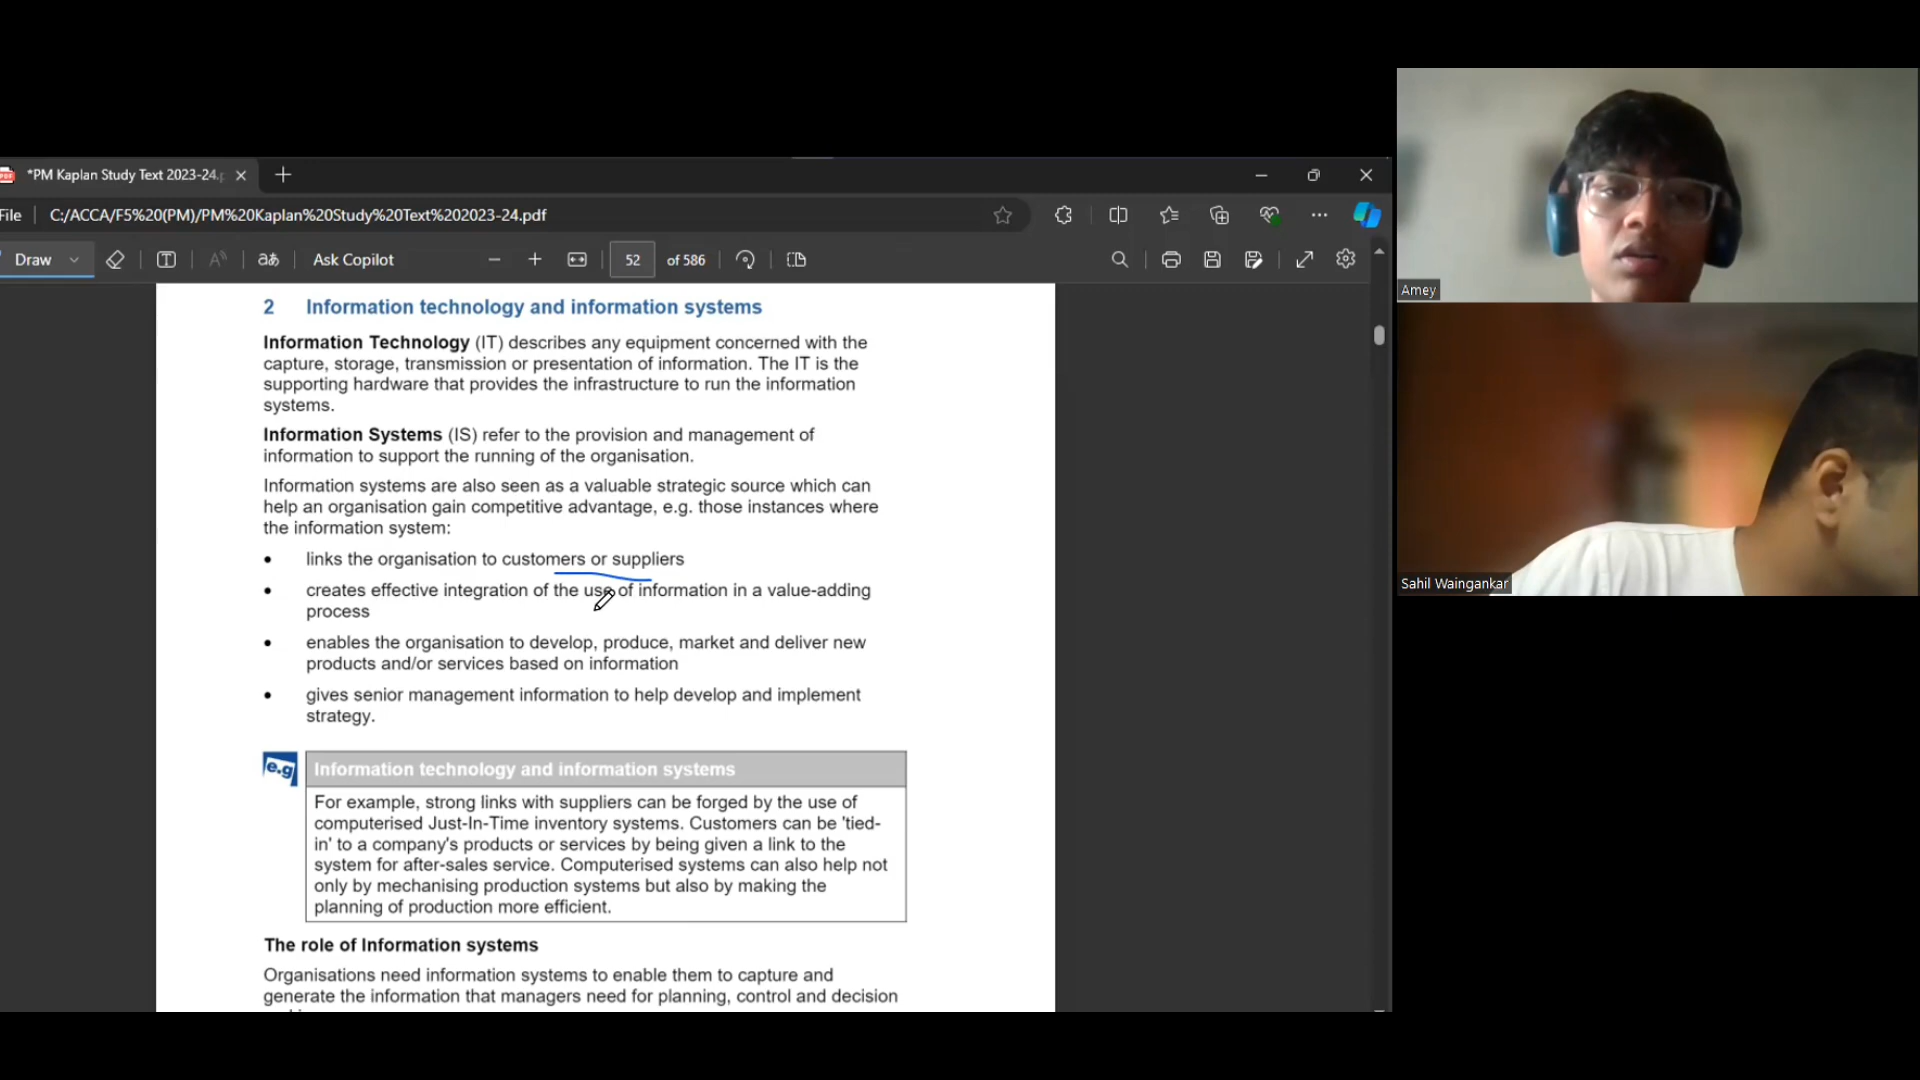 *PM Kaplan Study Text 2023-24.p
File
C:/ACCA/F5%20(PM)/PM%20Kaplan%20Study%20Text%202023-24.pdf
Draw
aあ
Ask Copilot
52
of 586
2 Information technology and information systems
Information Technology (IT) describes any equipment concerned with the
capture, storage, transmission or presentation of information. The IT is the
supporting hardware that provides the infrastructure to run the information
systems.
Information Systems (IS) refer to the provision and management of
information to support the running of the organisation.
Information systems are also seen as a valuable strategic source which can
help an organisation gain competitive advantage, e.g. those instances where
the information system:
• links the organisation to customers or suppliers
• creates effective integration of the use of information in a value-adding
process
• enables the organisation to develop, produce, market and deliver new
products and/or services based on information
• gives senior management information to help develop and implement
strategy.
e.g
Information technology and information systems
For example, strong links with suppliers can be forged by the use of
computerised Just-In-Time inventory systems. Customers can be 'tied-
in' to a company's products or services by being given a link to the
system for after-sales service. Computerised systems can also help not
only by mechanising production systems but also by making the
planning of production more efficient.
The role of Information systems
Organisations need information systems to enable them to capture and
generate the information that managers need for planning, control and decision
Amey
Sahil Waingankar